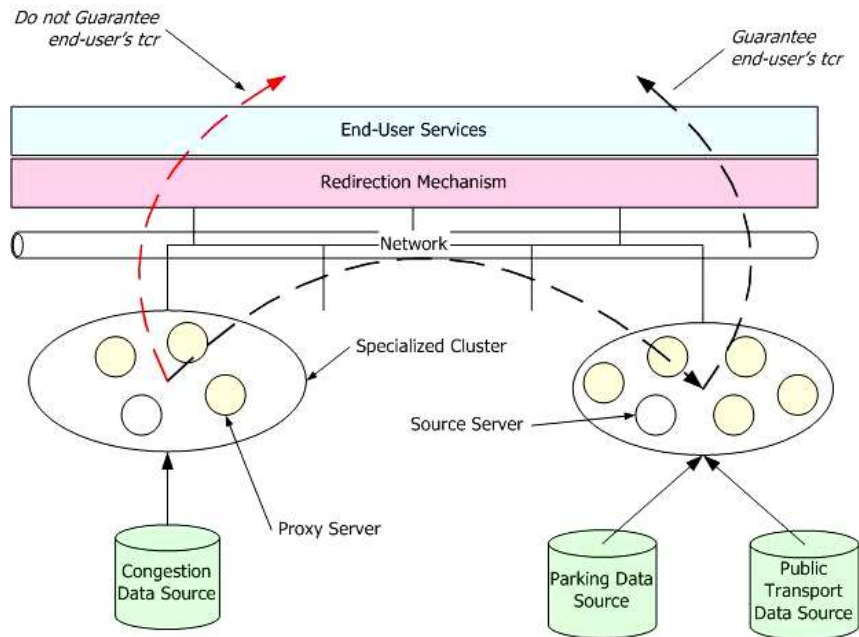 Do not Guarantee
end-user's tcr
Guarantee
end-user's tcr
End-User Services
Redirection Mechanism
Network
Specialized Cluster
Source Server
Proxy Server
Congestion
Data Source
Parking Data
Source
Public
Transport
Data Source